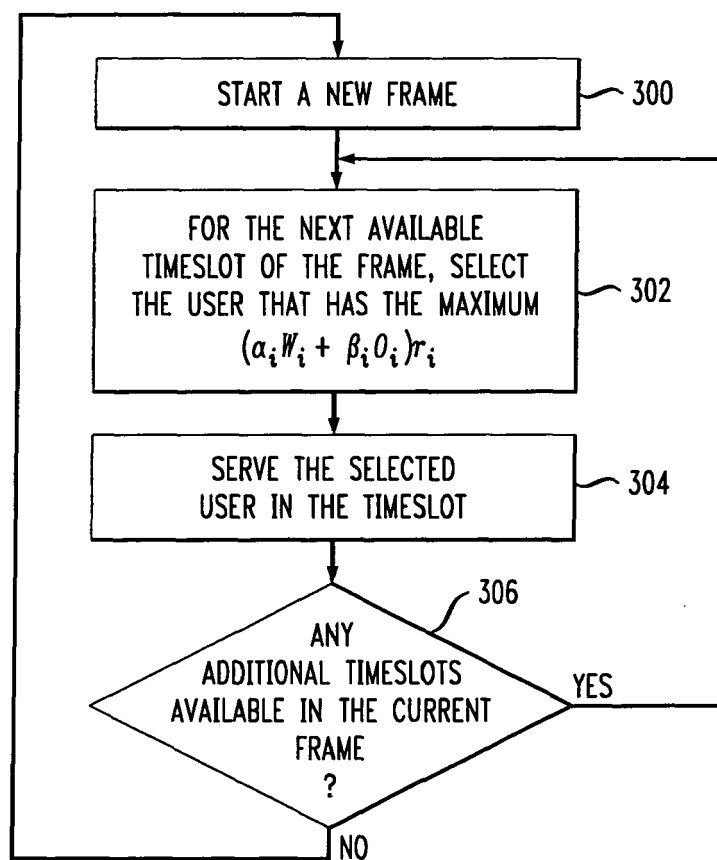 START A NEW FRAME
300
FOR THE NEXT AVAILABLE
TIMESLOT OF THE FRAME, SELECT
THE USER THAT HAS THE MAXIMUM
(αᵢWᵢ + βᵢOᵢ)rᵢ
302
SERVE THE SELECTED
USER IN THE TIMESLOT
304
306
ANY
ADDITIONAL TIMESLOTS
AVAILABLE IN THE CURRENT
FRAME
?
YES
NO